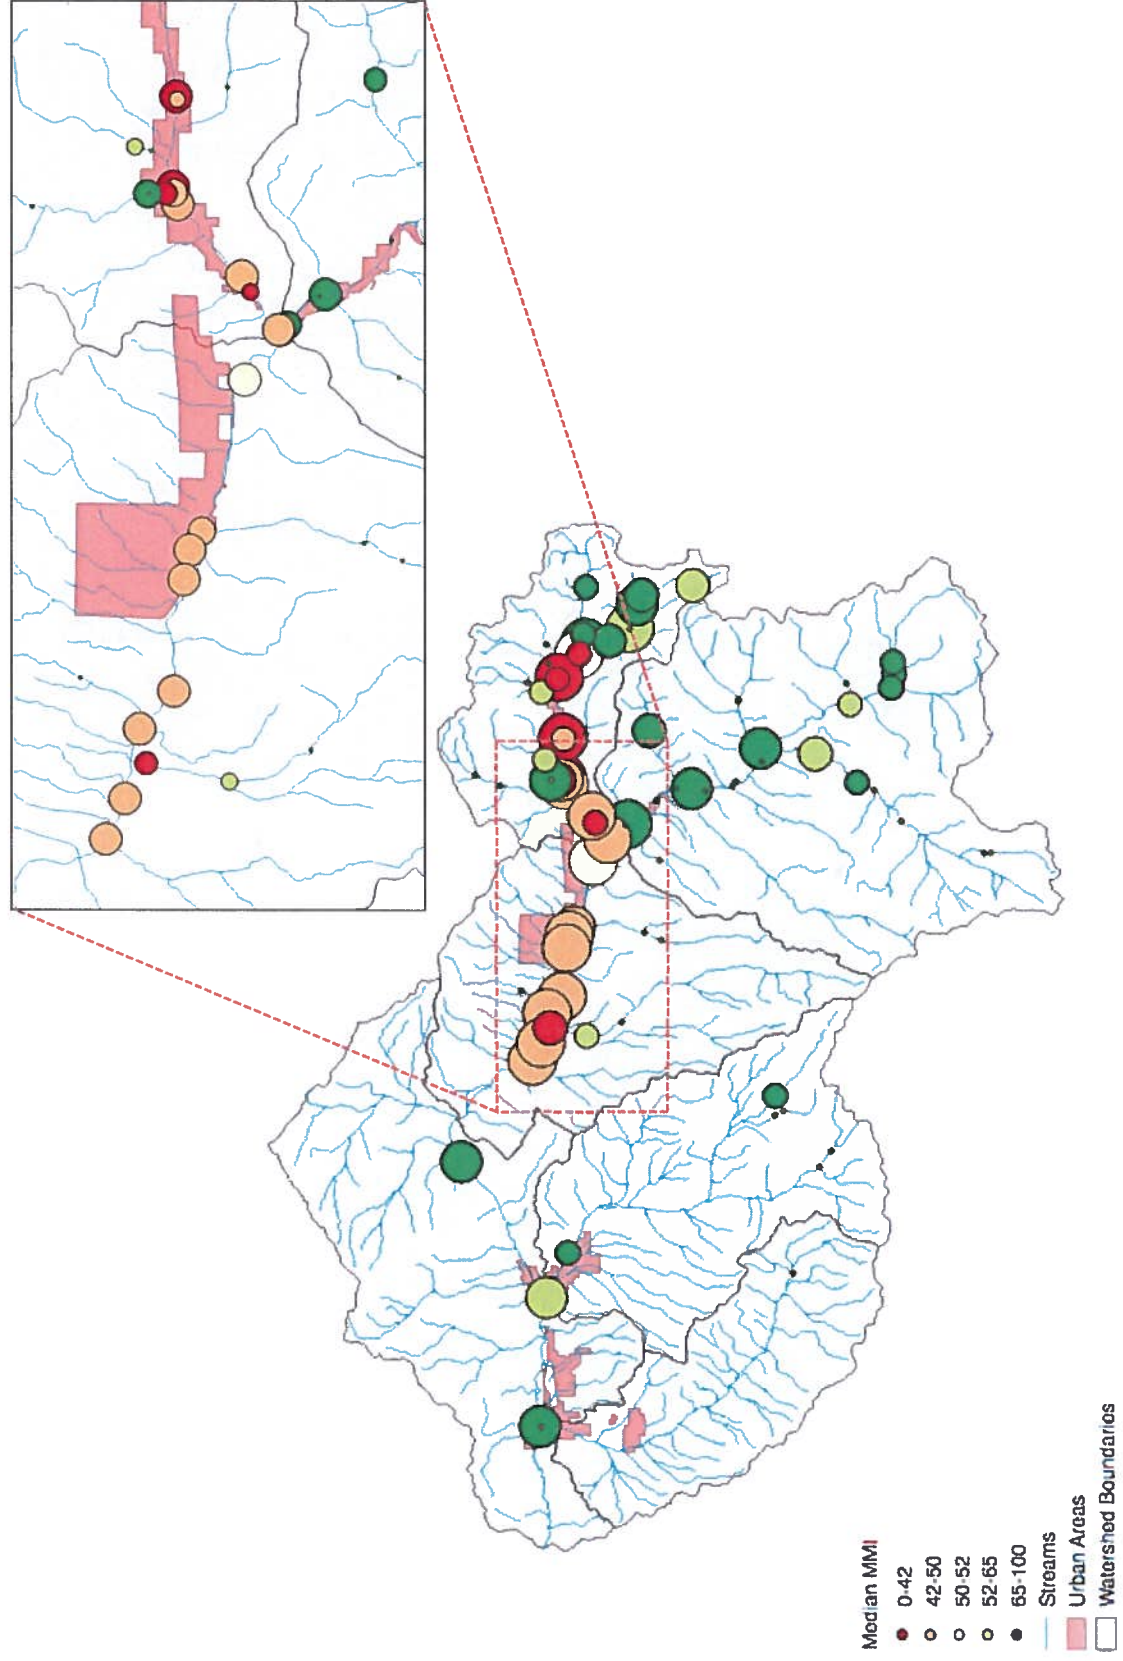 Median MMI
0-42
42-50
50-52
52-65
65-100
Streams
Urban Areas
Watershed Boundaries